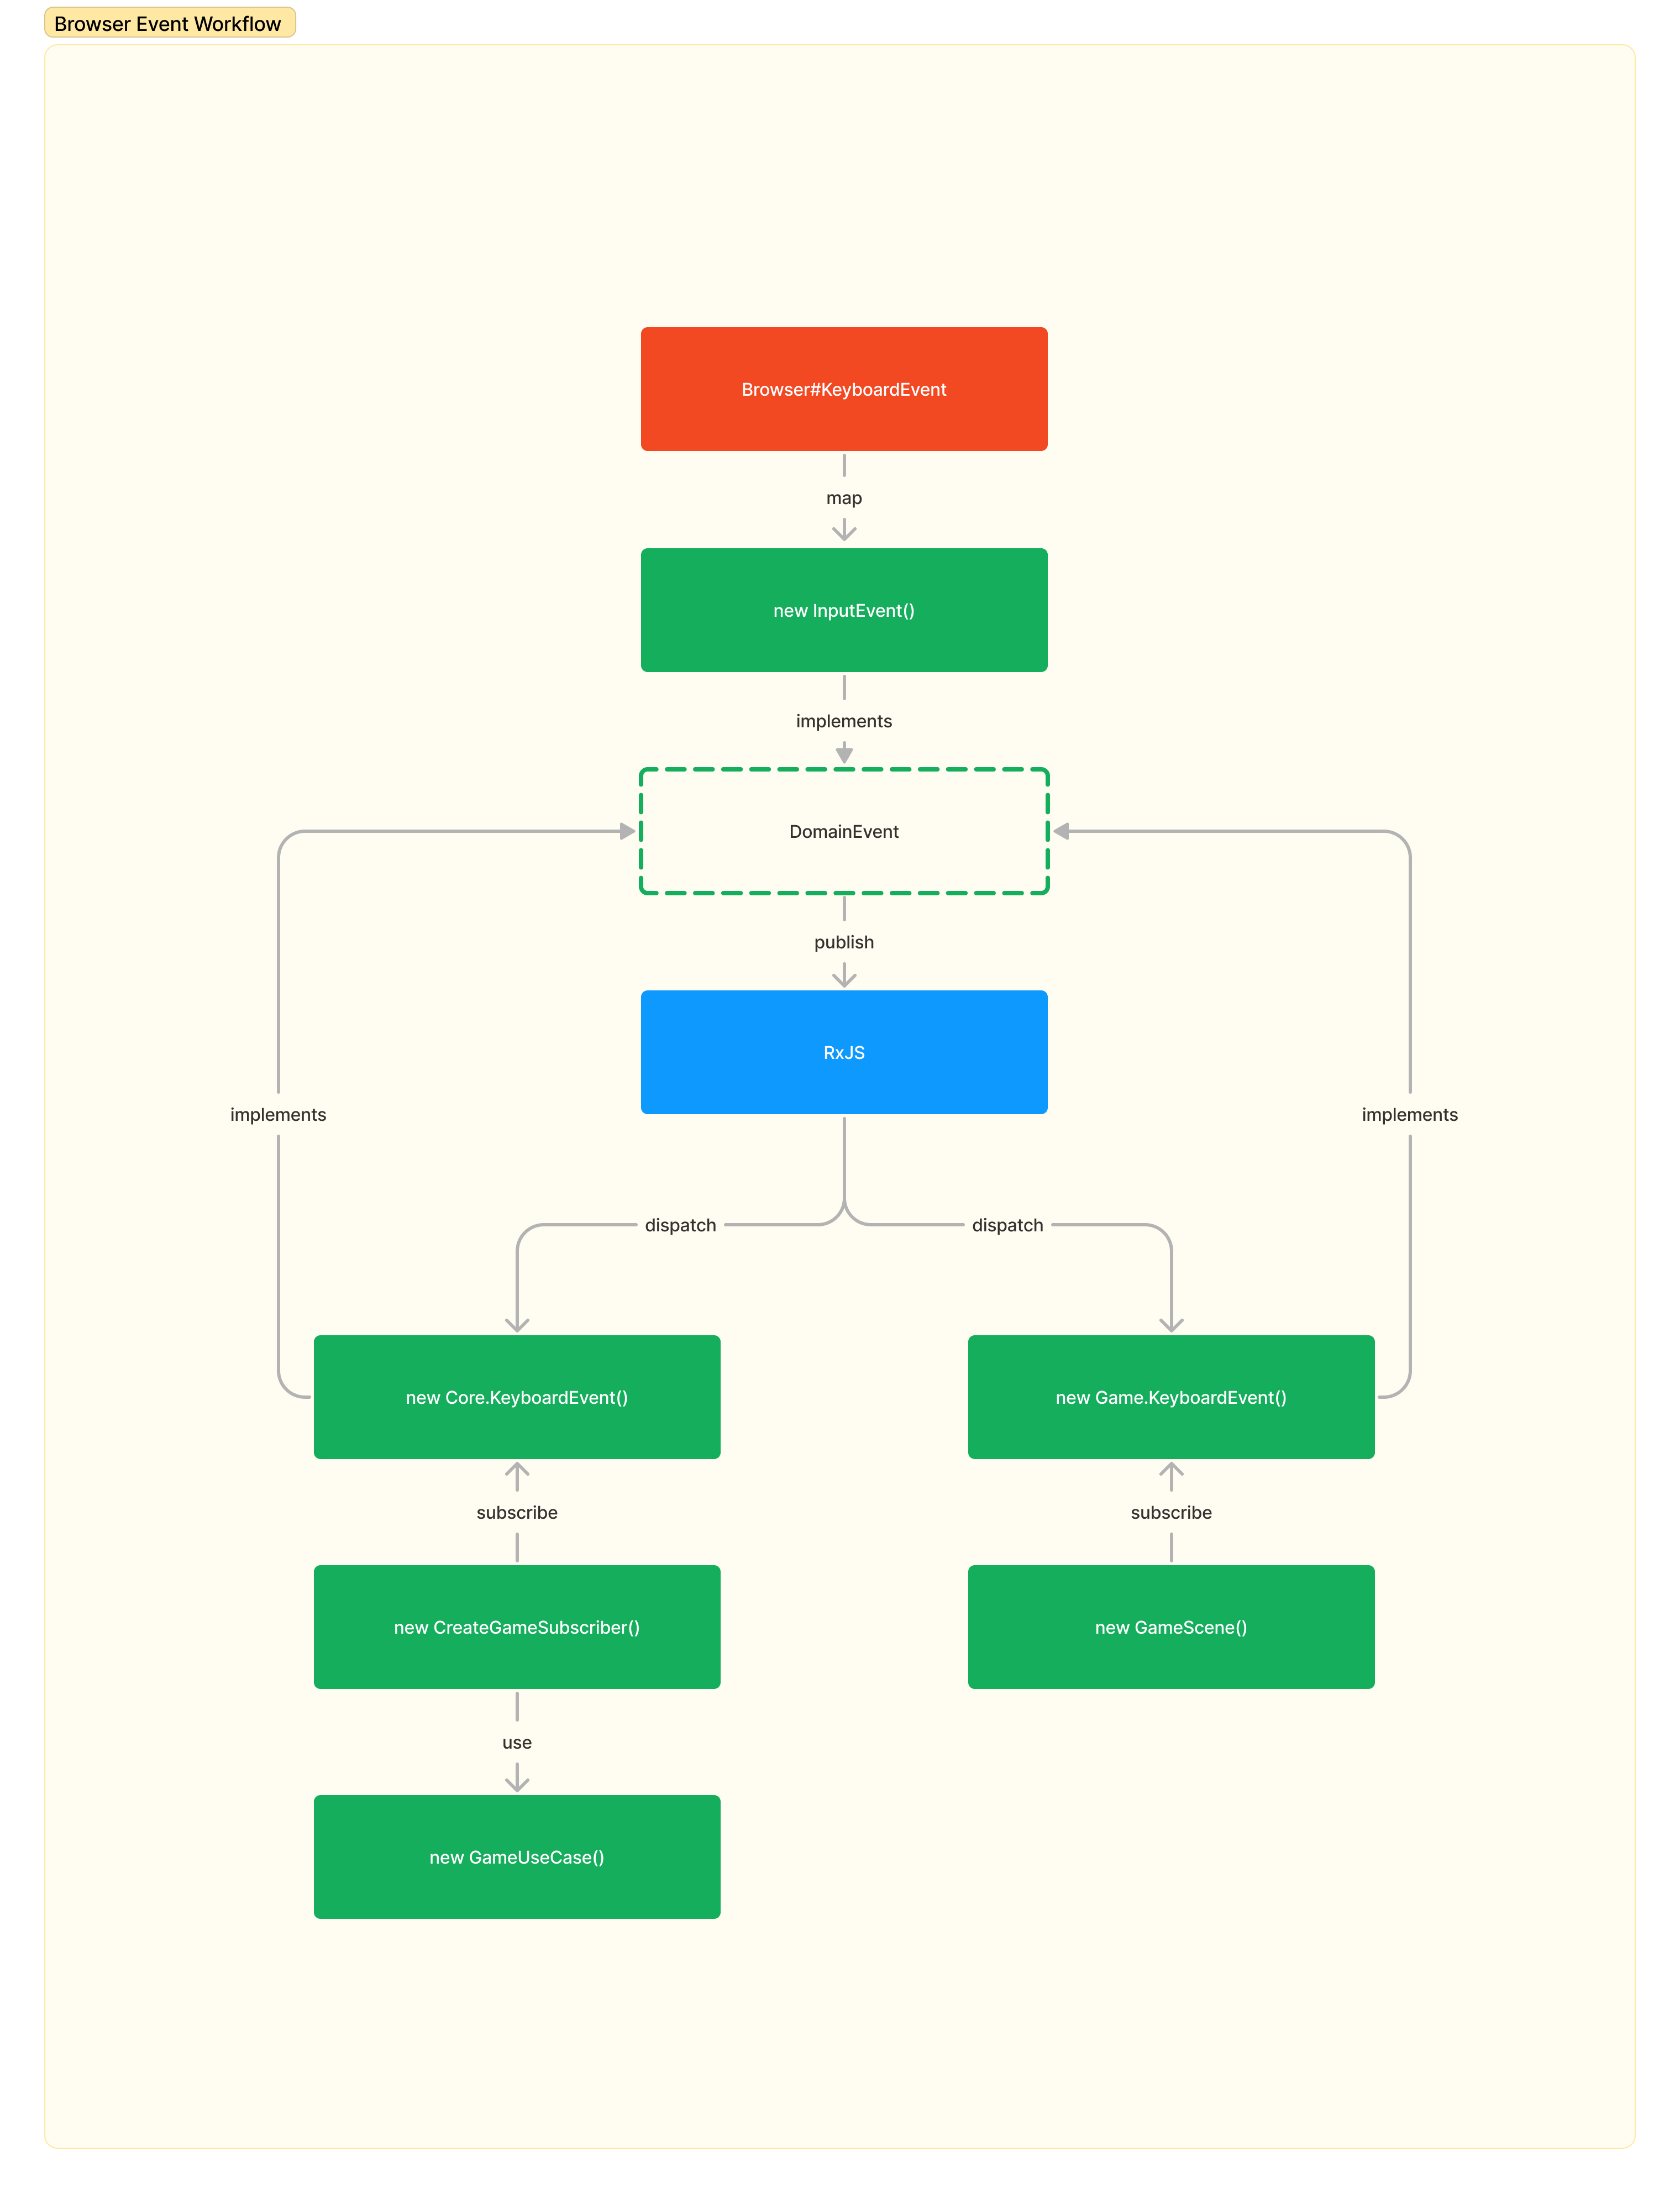 Browser Event Workflow
Browser#KeyboardEvent
map
new InputEvent()
implements
DomainEvent
publish
RxJS
implements
implements
dispatch
dispatch
new Core.KeyboardEvent()
new Game.KeyboardEvent()
subscribe
subscribe
new CreateGameSubscriber()
new GameScene()
use
new GameUseCase()